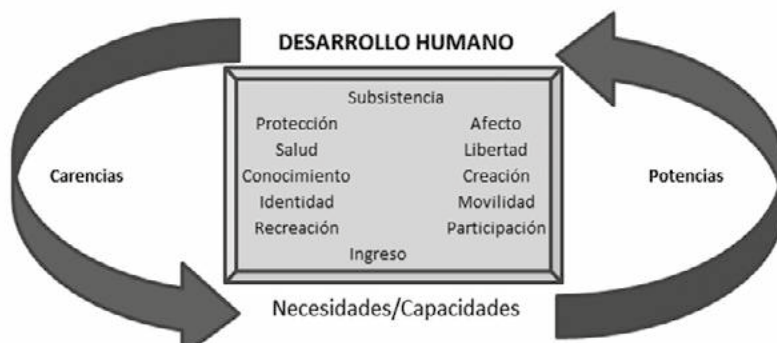 DESARROLLO HUMANO
Subsistencia
Protección Afecto
Salud Libertad
Carencias Conocimiento Creación Potencias
Identidad Movilidad
Recreación Participación
Ingreso
Necesidades/Capacidades